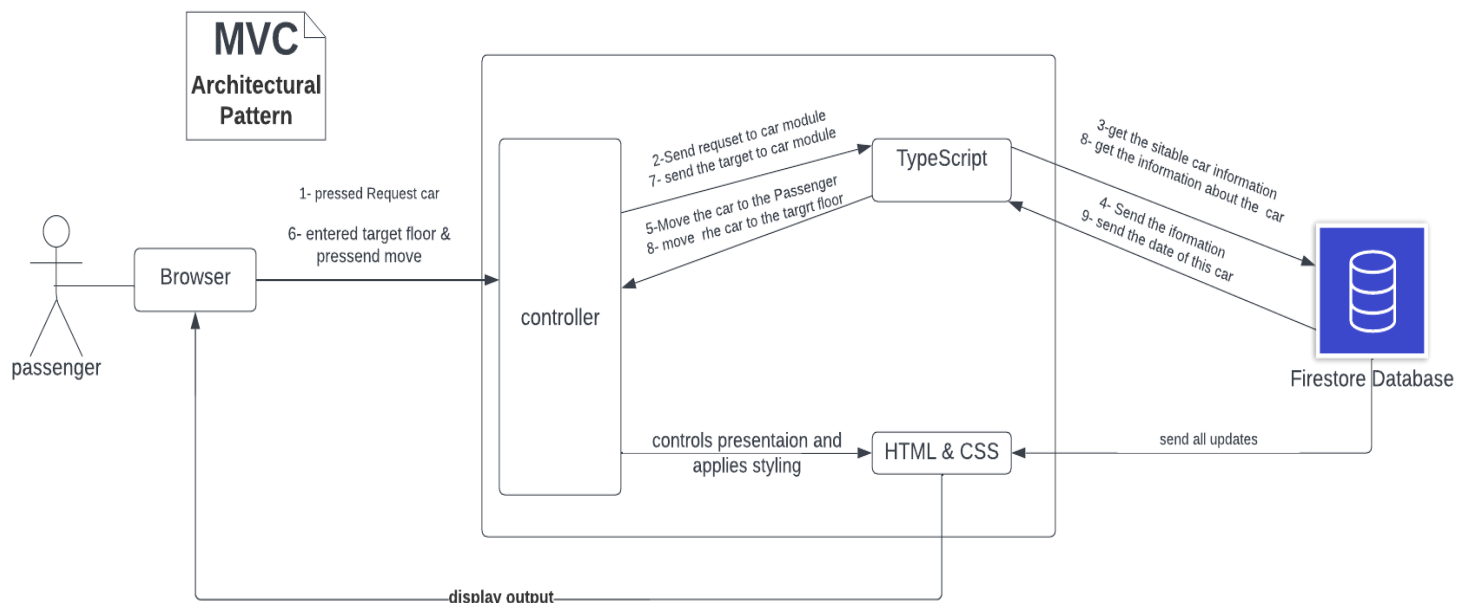 MVC
Architectural
Pattern
1- pressed Request car
6- entered target floor &
pressend move
passenger
Browser
controller
2-Send requset to car module
7- send the target to car module
5-Move the car to the Passenger
8- move rhe car to the targrt floor
TypeScript
3-get the sitable car information
8- get the information about the car
4- Send the iformation
9- send the date of this car
Firestore Database
controls presentaion and
applies styling
HTML & CSS
send all updates
display output